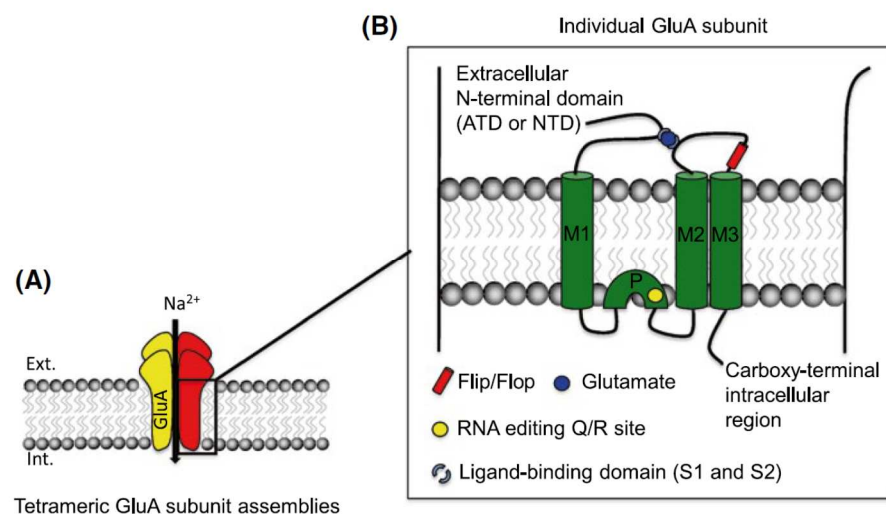 (A)
Na2+
Ext.
GluA
Int.
Tetrameric GluA subunit assemblies
(B)
Individual GluA subunit
Extracellular
N-terminal domain
(ATD or NTD)
M1
M2
M3
P
Flip/Flop
Glutamate
RNA editing Q/R site
Ligand-binding domain (S1 and S2)
Carboxy-terminal
intracellular
region